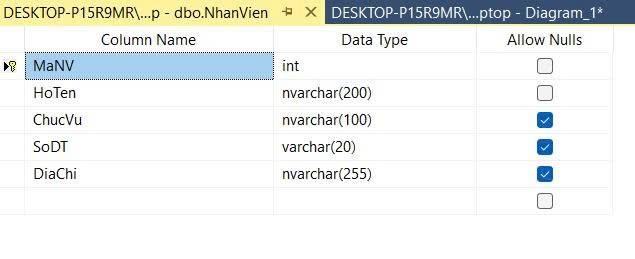 DESKTOP-P15R9MR\...p - dbo.NhanVien DESKTOP-P15R9MR\...ptop - Diagram_1*
Column Name Data Type Allow Nulls
MaNV int
HoTen nvarchar(200)
ChucVu nvarchar(100)
SoDT varchar(20)
DiaChi nvarchar(255)